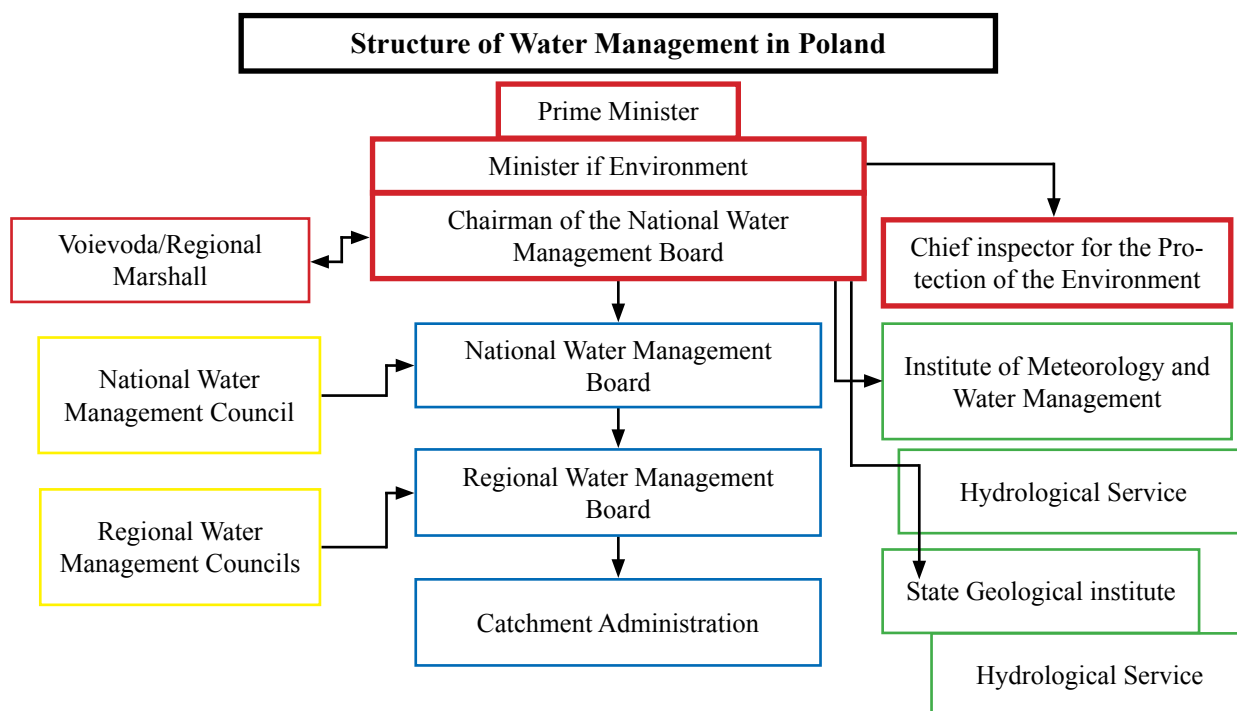 Structure of Water Management in Poland
Prime Minister
Minister if Environment
Chairman of the National Water
Management Board
Voievoda/Regional
Marshall
Chief inspector for the Pro-
tection of the Environment
National Water
Management Council
National Water Management
Board
Institute of Meteorology and
Water Management
Regional Water
Management Councils
Regional Water Management
Board
Hydrological Service
Catchment Administration
State Geological institute
Hydrological Service